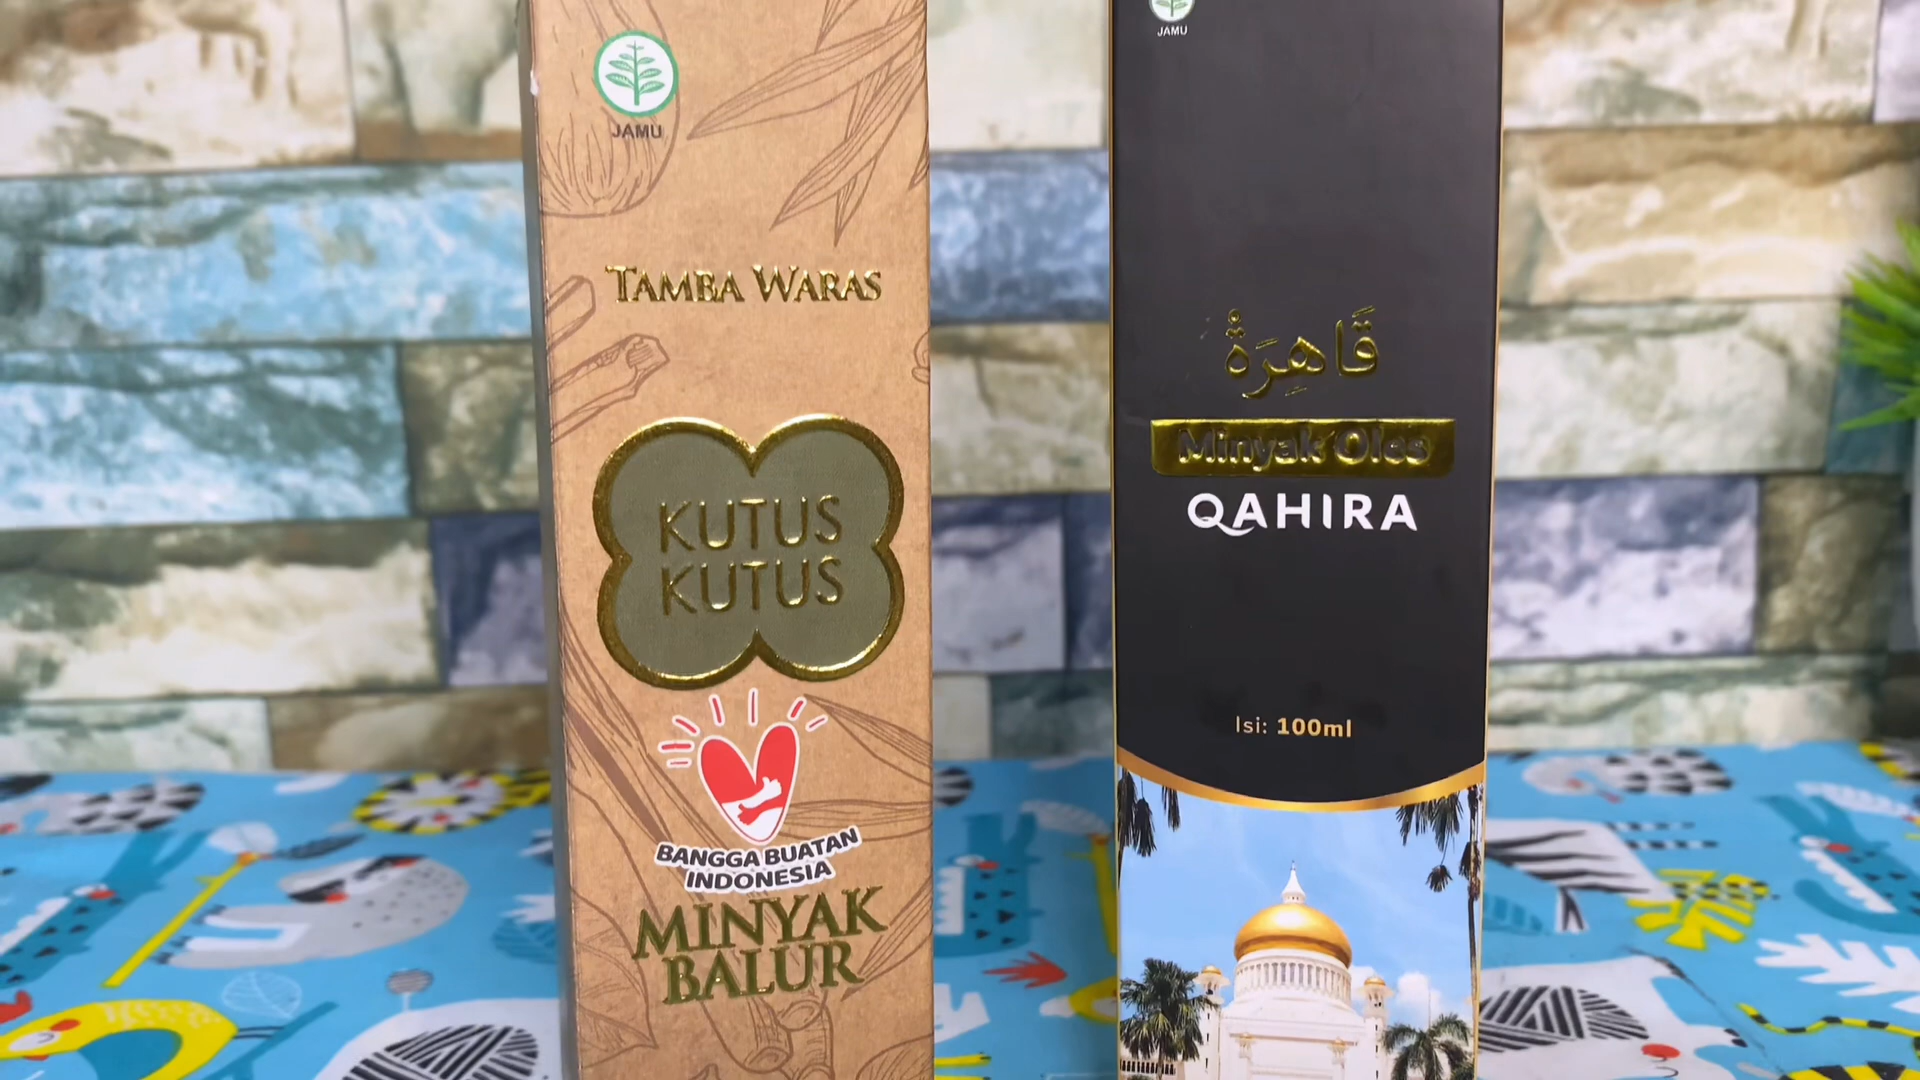 JAMU
TAMBA WARAS
KUTUS
KUTUS
BANGGA BUATAN
INDONESIA
MINYAK
BALUR
JAMU
قَاهِرَةْ
Minyak Oles
QAHIRA
Isi: 100ml